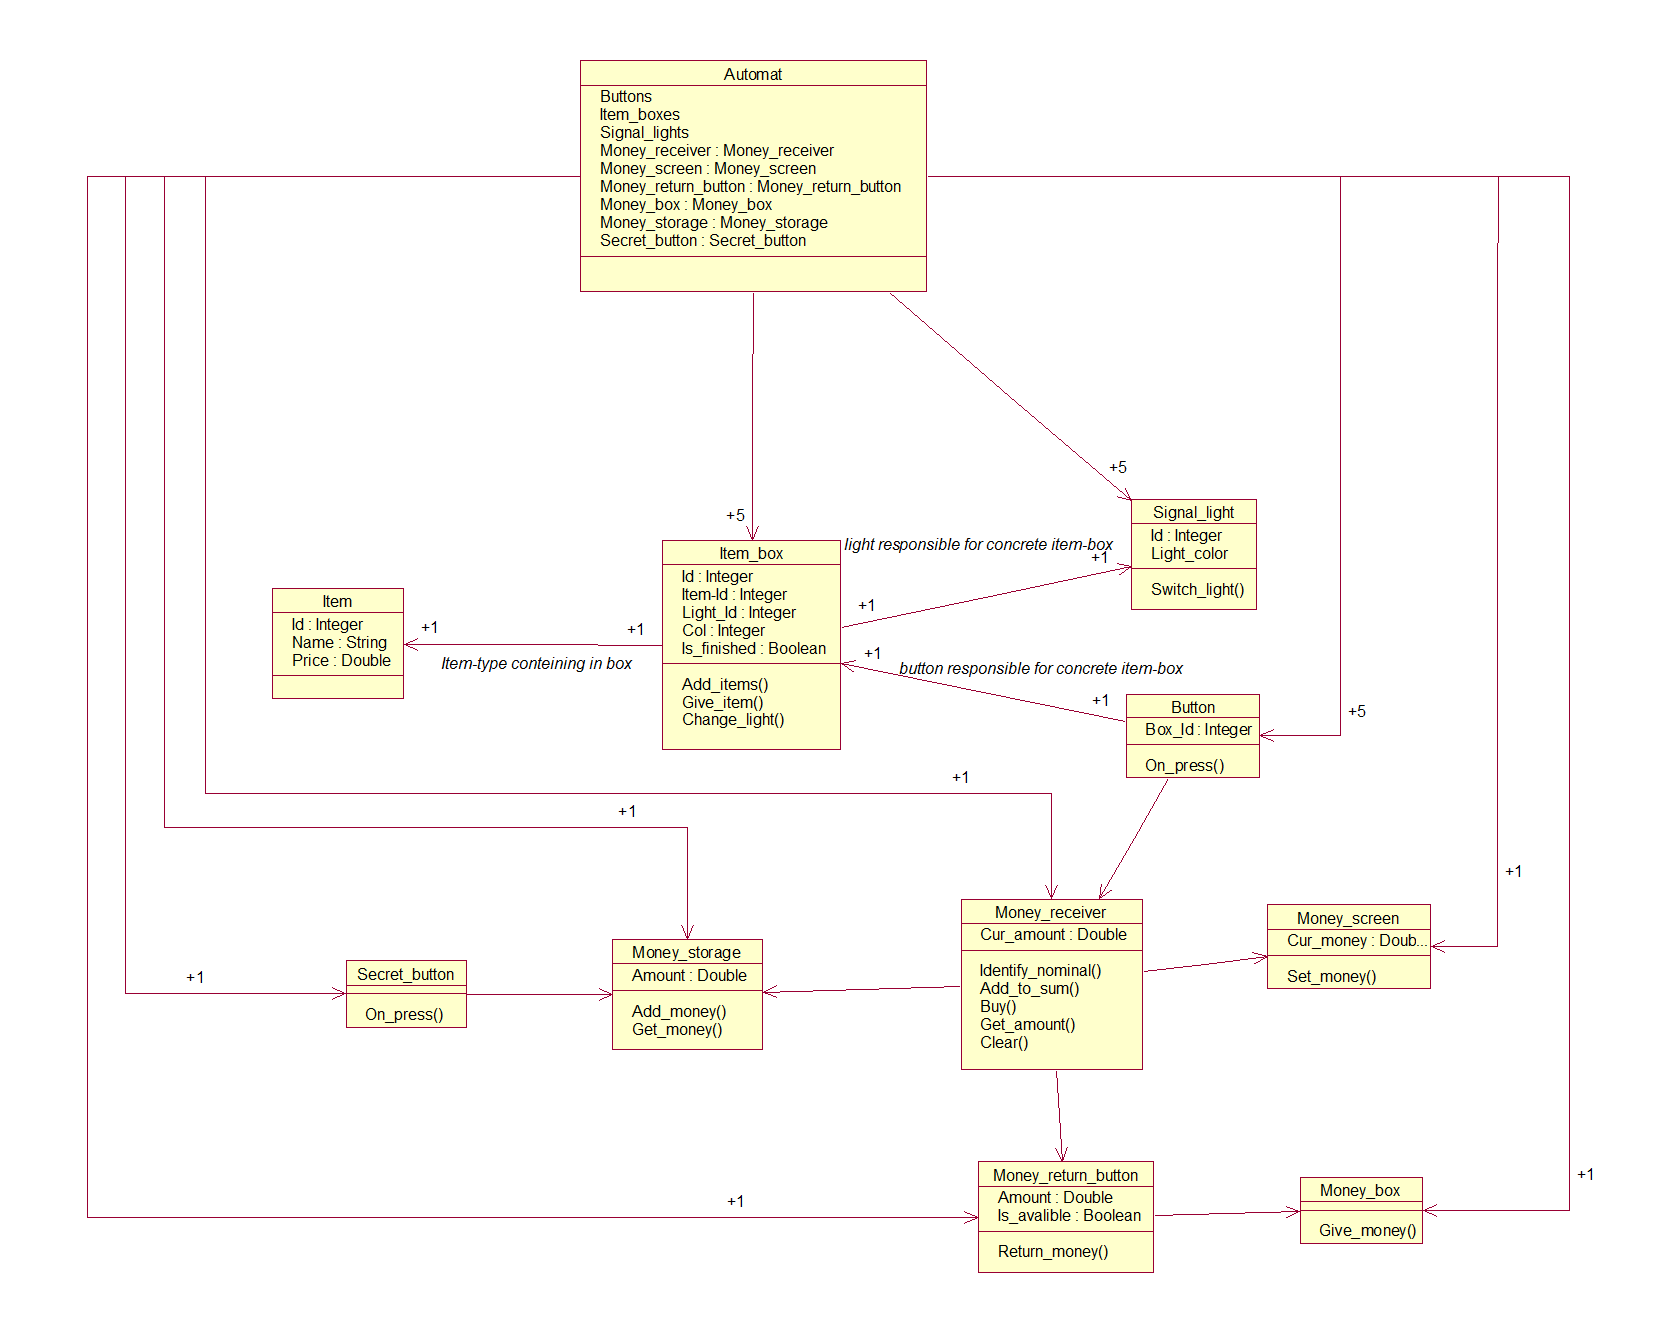 Automat
Buttons
Item_boxes
Signal_lights
Money_receiver : Money_receiver
Money_screen : Money_screen
Money_return_button : Money_return_button
Money_box : Money_box
Money_storage : Money_storage
Secret_button : Secret_button
+5
+5
Signal_light
Id : Integer
Light_color
Switch_light()
light responsible for concrete item-box
+1
+1
Item_box
Id : Integer
Item-Id : Integer
Light_Id : Integer
Col : Integer
Is_finished : Boolean
Add_items()
Give_item()
Change_light()
Item
Id : Integer
Name : String
Price : Double
+1
+1
Item-type conteining in box
+1
button responsible for concrete item-box
+1
Button
Box_Id : Integer
On_press()
+5
+1
+1
+1
Money_receiver
Cur_amount : Double
Identify_nominal()
Add_to_sum()
Buy()
Get_amount()
Clear()
Money_screen
Cur_money : Doub...
Set_money()
Money_storage
Amount : Double
Add_money()
Get_money()
Secret_button
On_press()
+1
Money_return_button
Amount : Double
Is_avalible : Boolean
Return_money()
+1
Money_box
Give_money()
+1